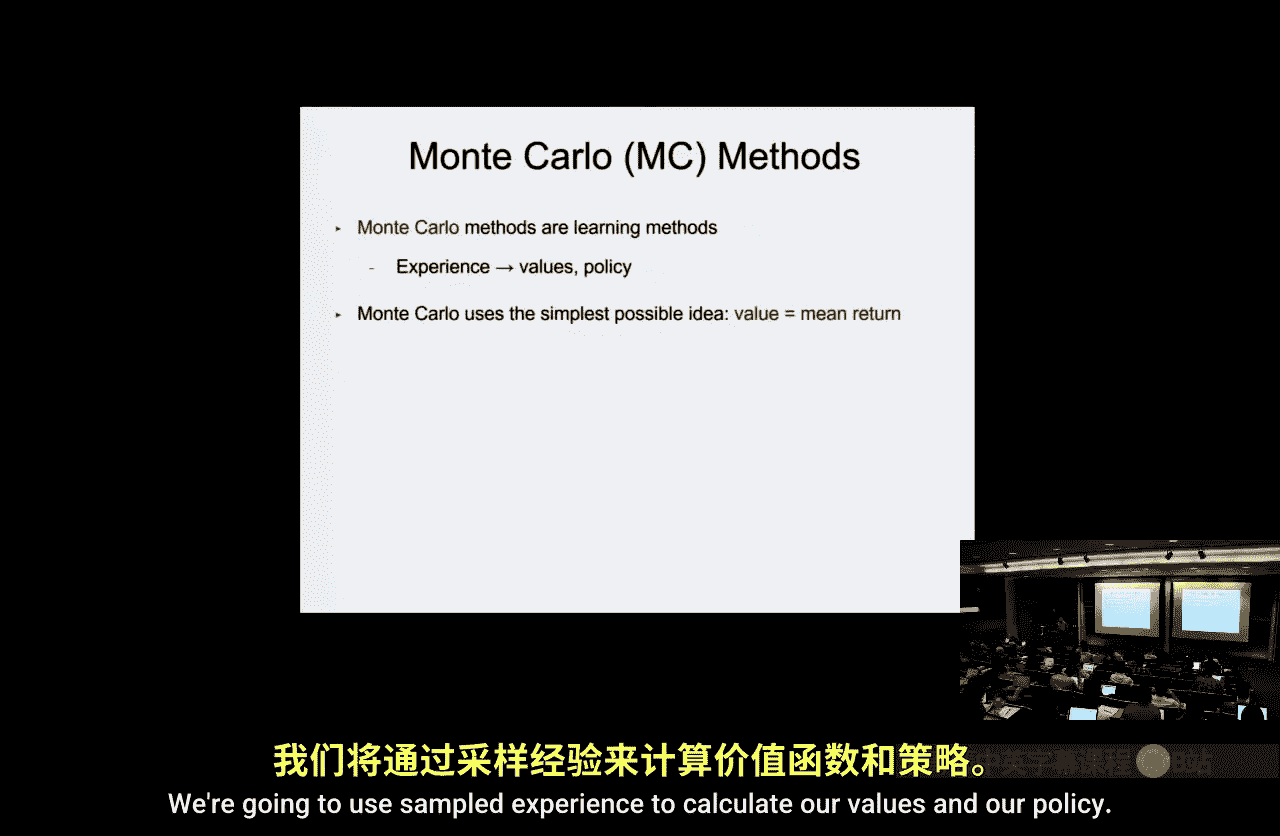 Monte Carlo (MC) Methods
▸ Monte Carlo methods are learning methods
- Experience → values, policy
▸ Monte Carlo uses the simplest possible idea: value = mean return
我们将通过采样经验来计算价值函数和策略。
We're going to use sampled experience to calculate our values and our policy.